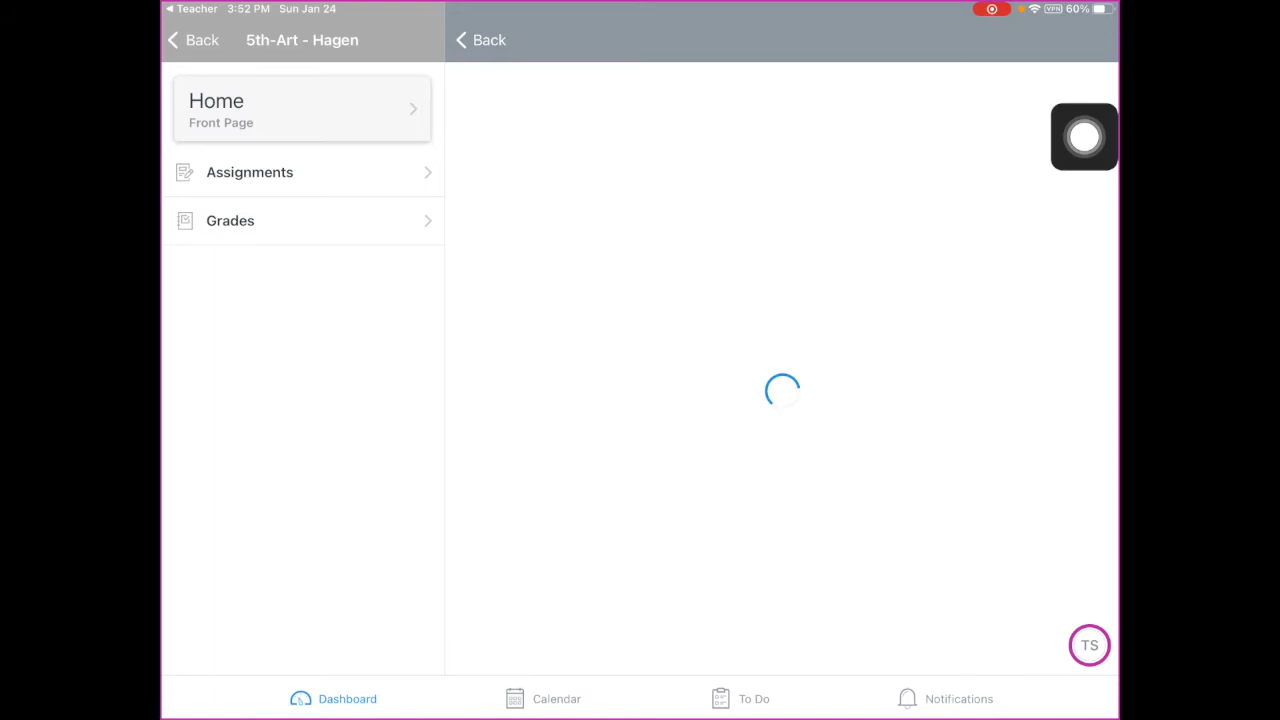 Teacher 3:52 PM Sun Jan 24
VPN 60%
Back 5th-Art - Hagen
Back
Home
Front Page
Assignments
Grades
TS
Dashboard Calendar To Do Notifications